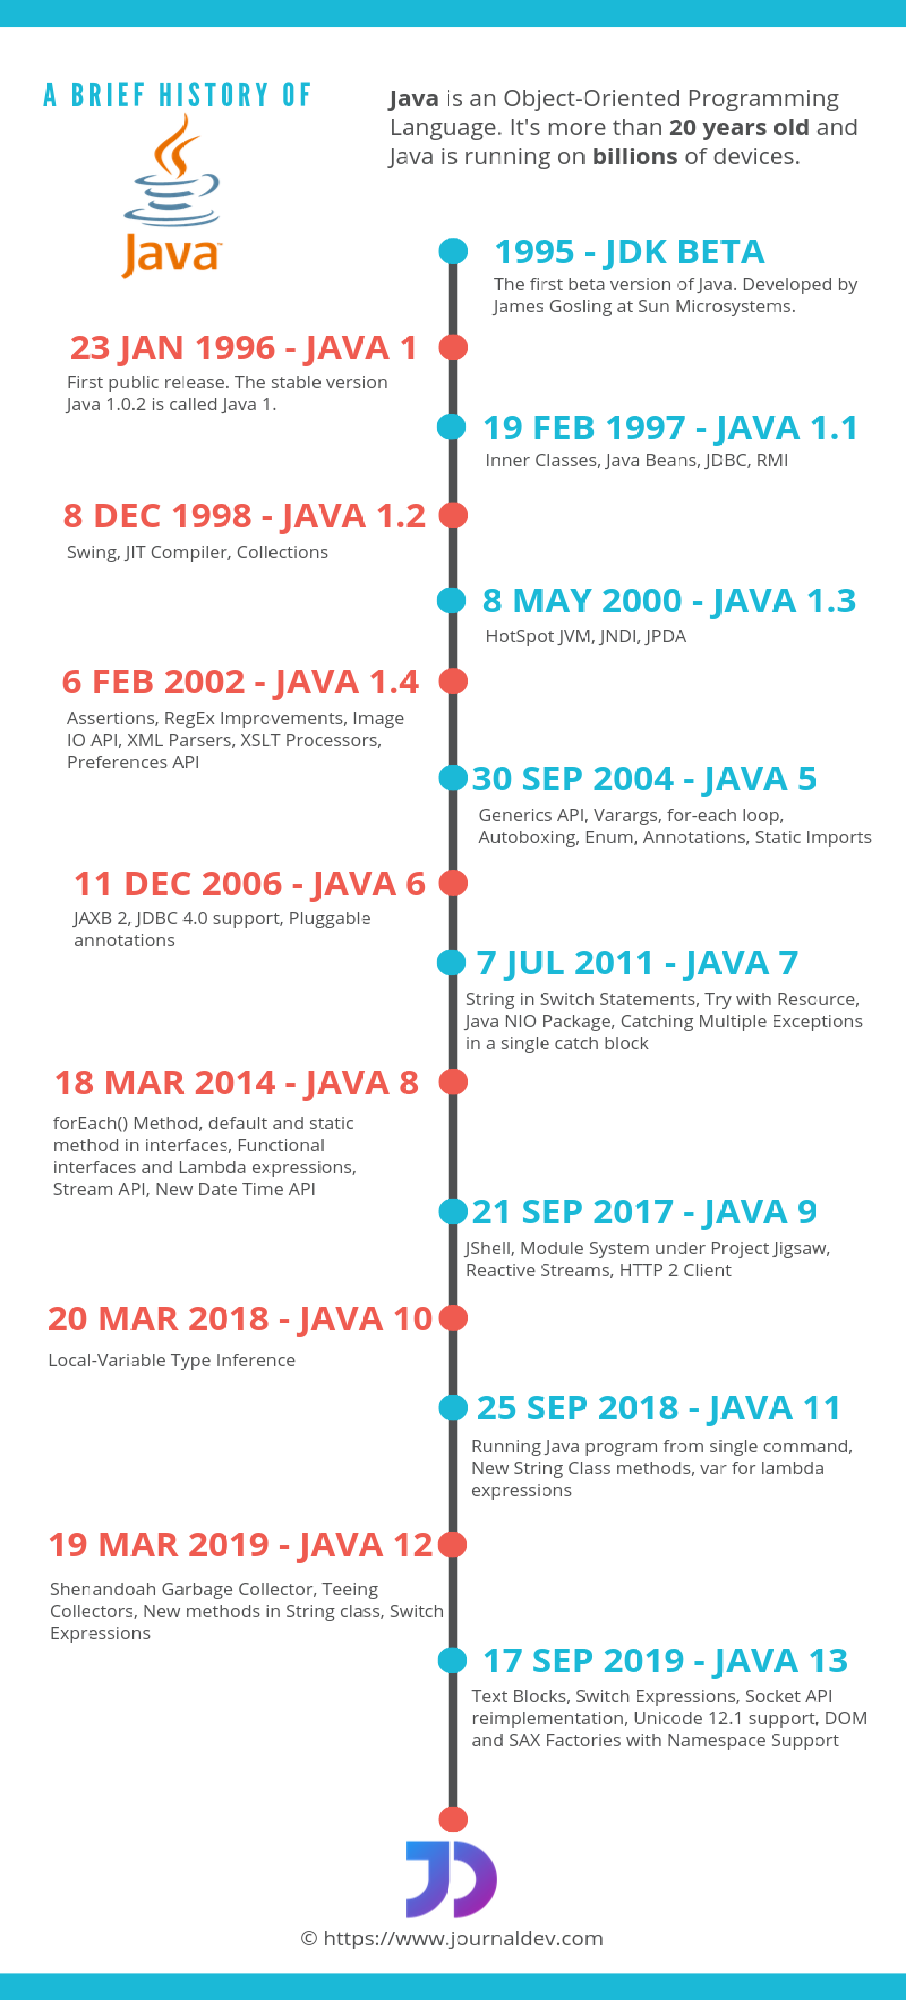 A BRIEF HISTORY OF
Java™
Java is an Object-Oriented Programming
Language. It's more than 20 years old and
Java is running on billions of devices.
1995 - JDK BETA
The first beta version of Java. Developed by
James Gosling at Sun Microsystems.
23 JAN 1996 - JAVA 1
First public release. The stable version
Java 1.0.2 is called Java 1.
19 FEB 1997 - JAVA 1.1
Inner Classes, Java Beans, JDBC, RMI
8 DEC 1998 - JAVA 1.2
Swing, JIT Compiler, Collections
8 MAY 2000 - JAVA 1.3
HotSpot JVM, JNDI, JPDA
6 FEB 2002 - JAVA 1.4
Assertions, RegEx Improvements, Image
IO API, XML Parsers, XSLT Processors,
Preferences API
30 SEP 2004 - JAVA 5
Generics API, Varargs, for-each loop,
Autoboxing, Enum, Annotations, Static Imports
11 DEC 2006 - JAVA 6
JAXB 2, JDBC 4.0 support, Pluggable
annotations
7 JUL 2011 - JAVA 7
String in Switch Statements, Try with Resource,
Java NIO Package, Catching Multiple Exceptions
in a single catch block
18 MAR 2014 - JAVA 8
forEach() Method, default and static
method in interfaces, Functional
interfaces and Lambda expressions,
Stream API, New Date Time API
21 SEP 2017 - JAVA 9
JShell, Module System under Project Jigsaw,
Reactive Streams, HTTP 2 Client
20 MAR 2018 - JAVA 10
Local-Variable Type Inference
25 SEP 2018 - JAVA 11
Running Java program from single command,
New String Class methods, var for lambda
expressions
19 MAR 2019 - JAVA 12
Shenandoah Garbage Collector, Teeing
Collectors, New methods in String class, Switch
Expressions
17 SEP 2019 - JAVA 13
Text Blocks, Switch Expressions, Socket API
reimplementation, Unicode 12.1 support, DOM
and SAX Factories with Namespace Support
JD
© https://www.journaldev.com